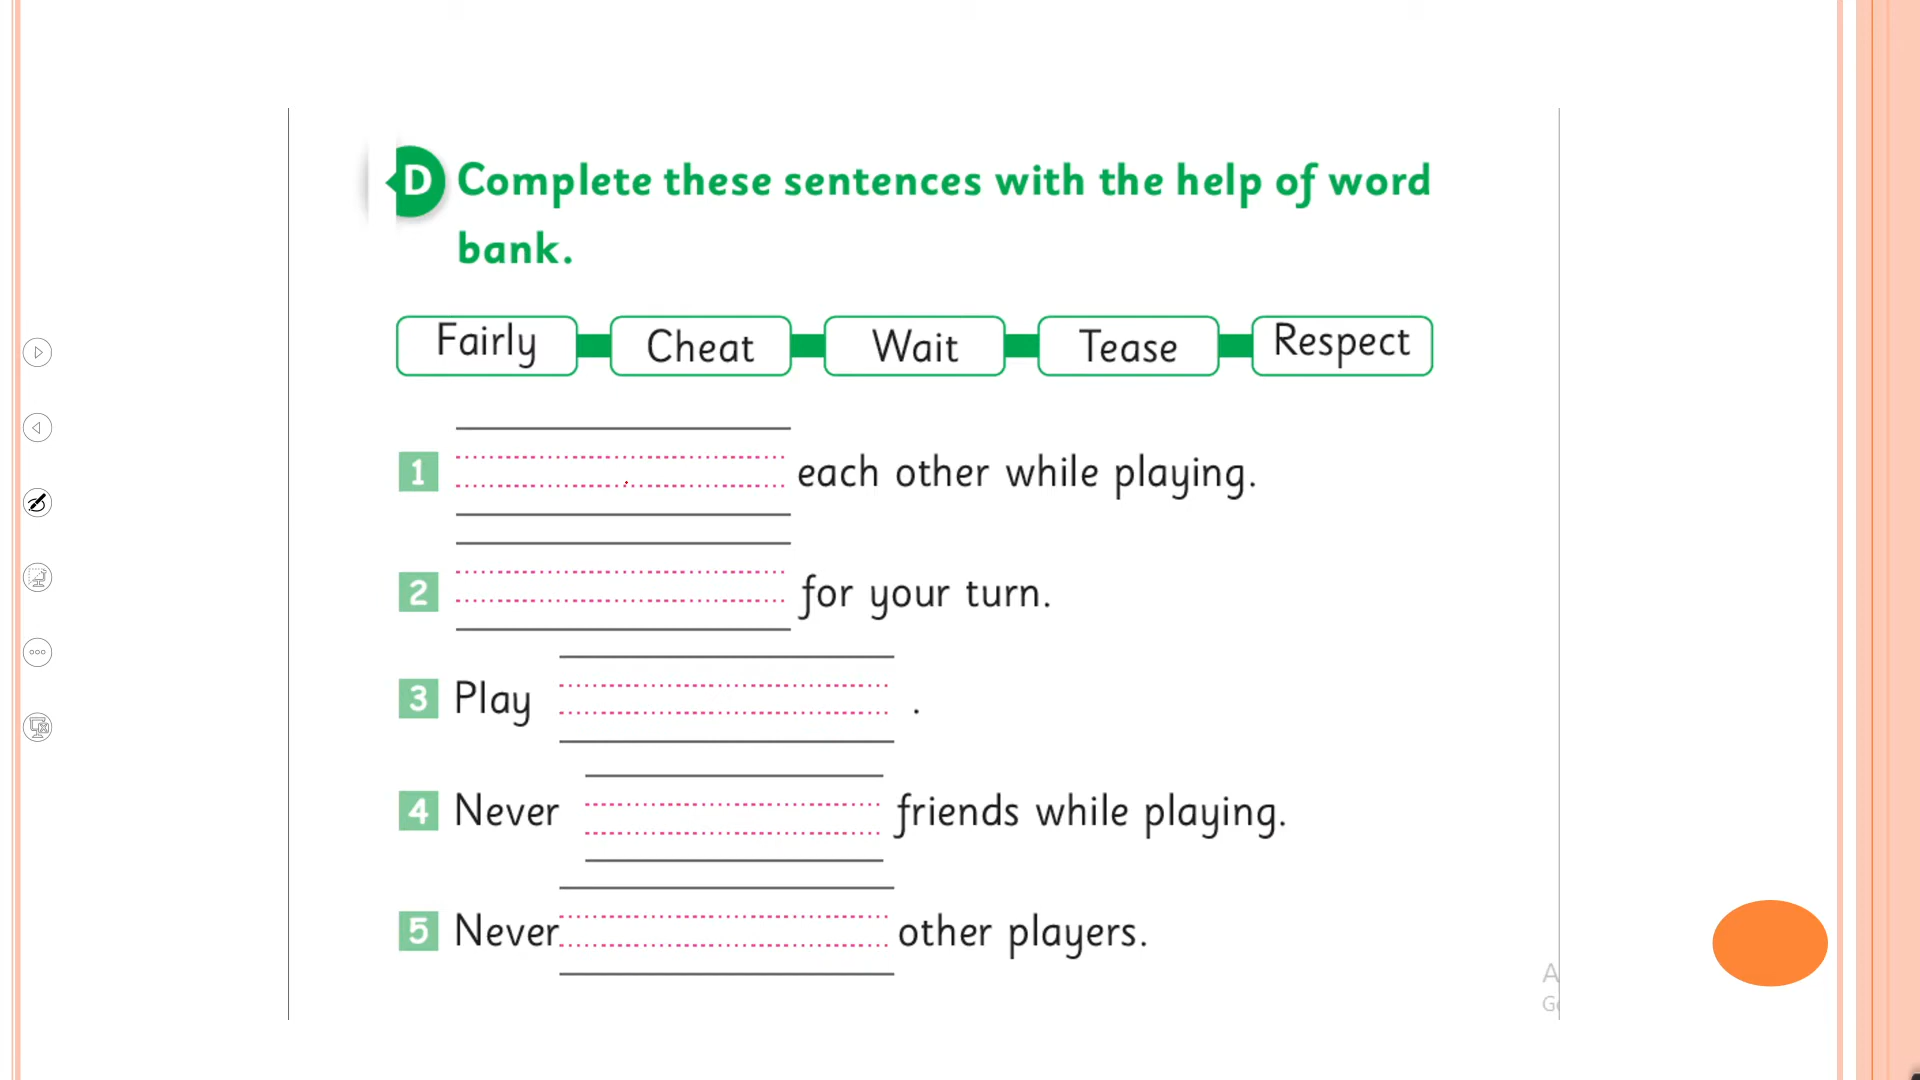 D Complete these sentences with the help of word
bank.
Fairly Cheat Wait Tease Respect
1 each other while playing.
2 for your turn.
3 Play .
4 Never friends while playing.
5 Never other players.